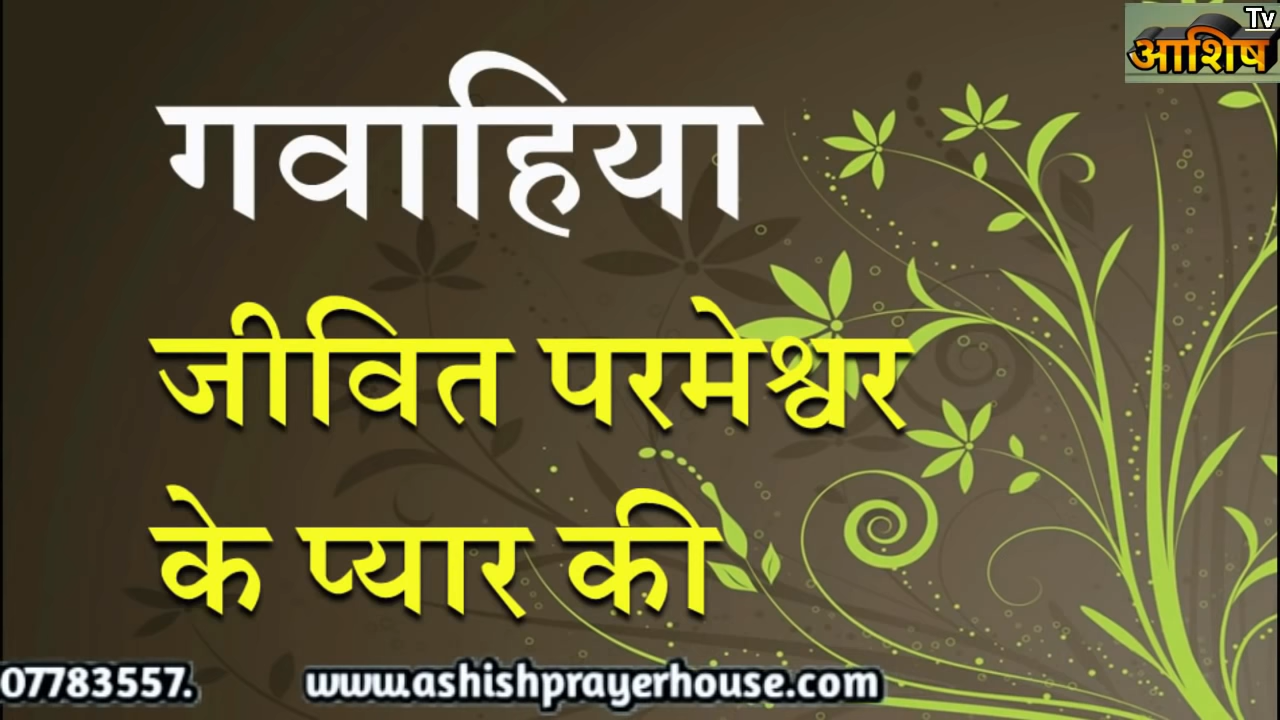 Tv
आशिष
गवाहिया
जीवित परमेश्वर
के प्यार की
07783557. www.ashishprayerhouse.com